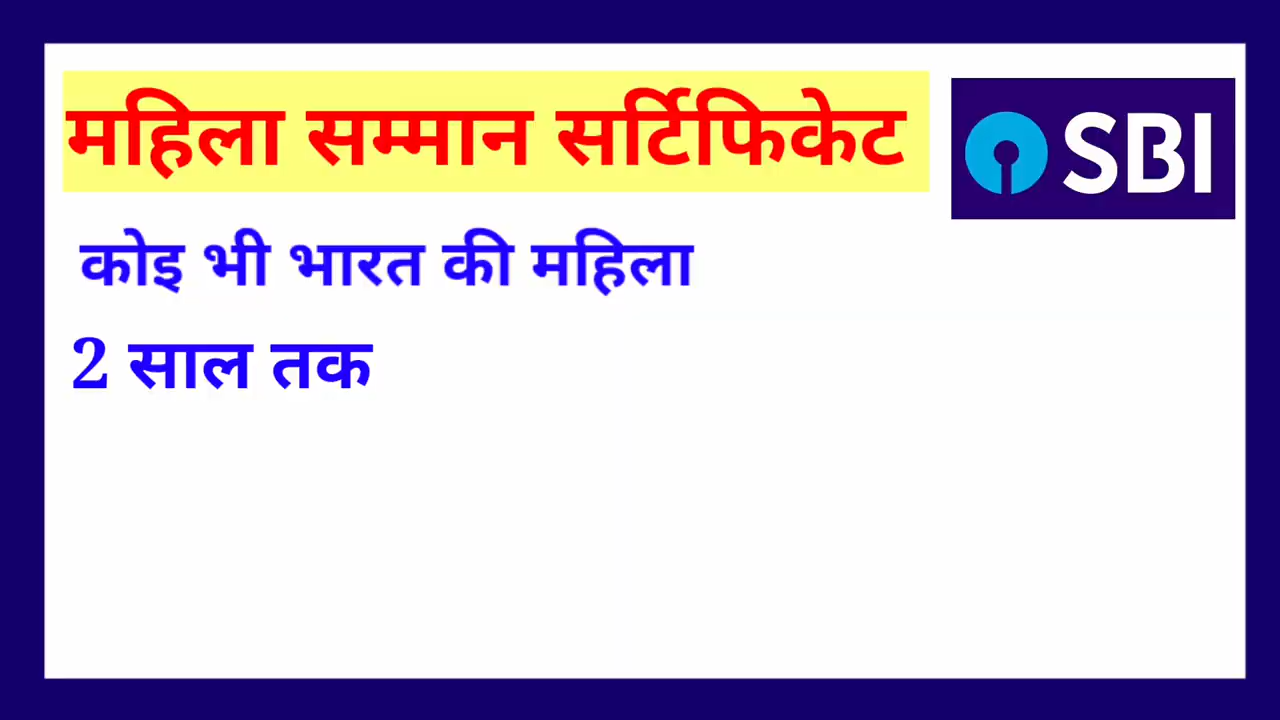 महिला सम्मान सर्टिफिकेट
SBI
कोइ भी भारत की महिला
2 साल तक